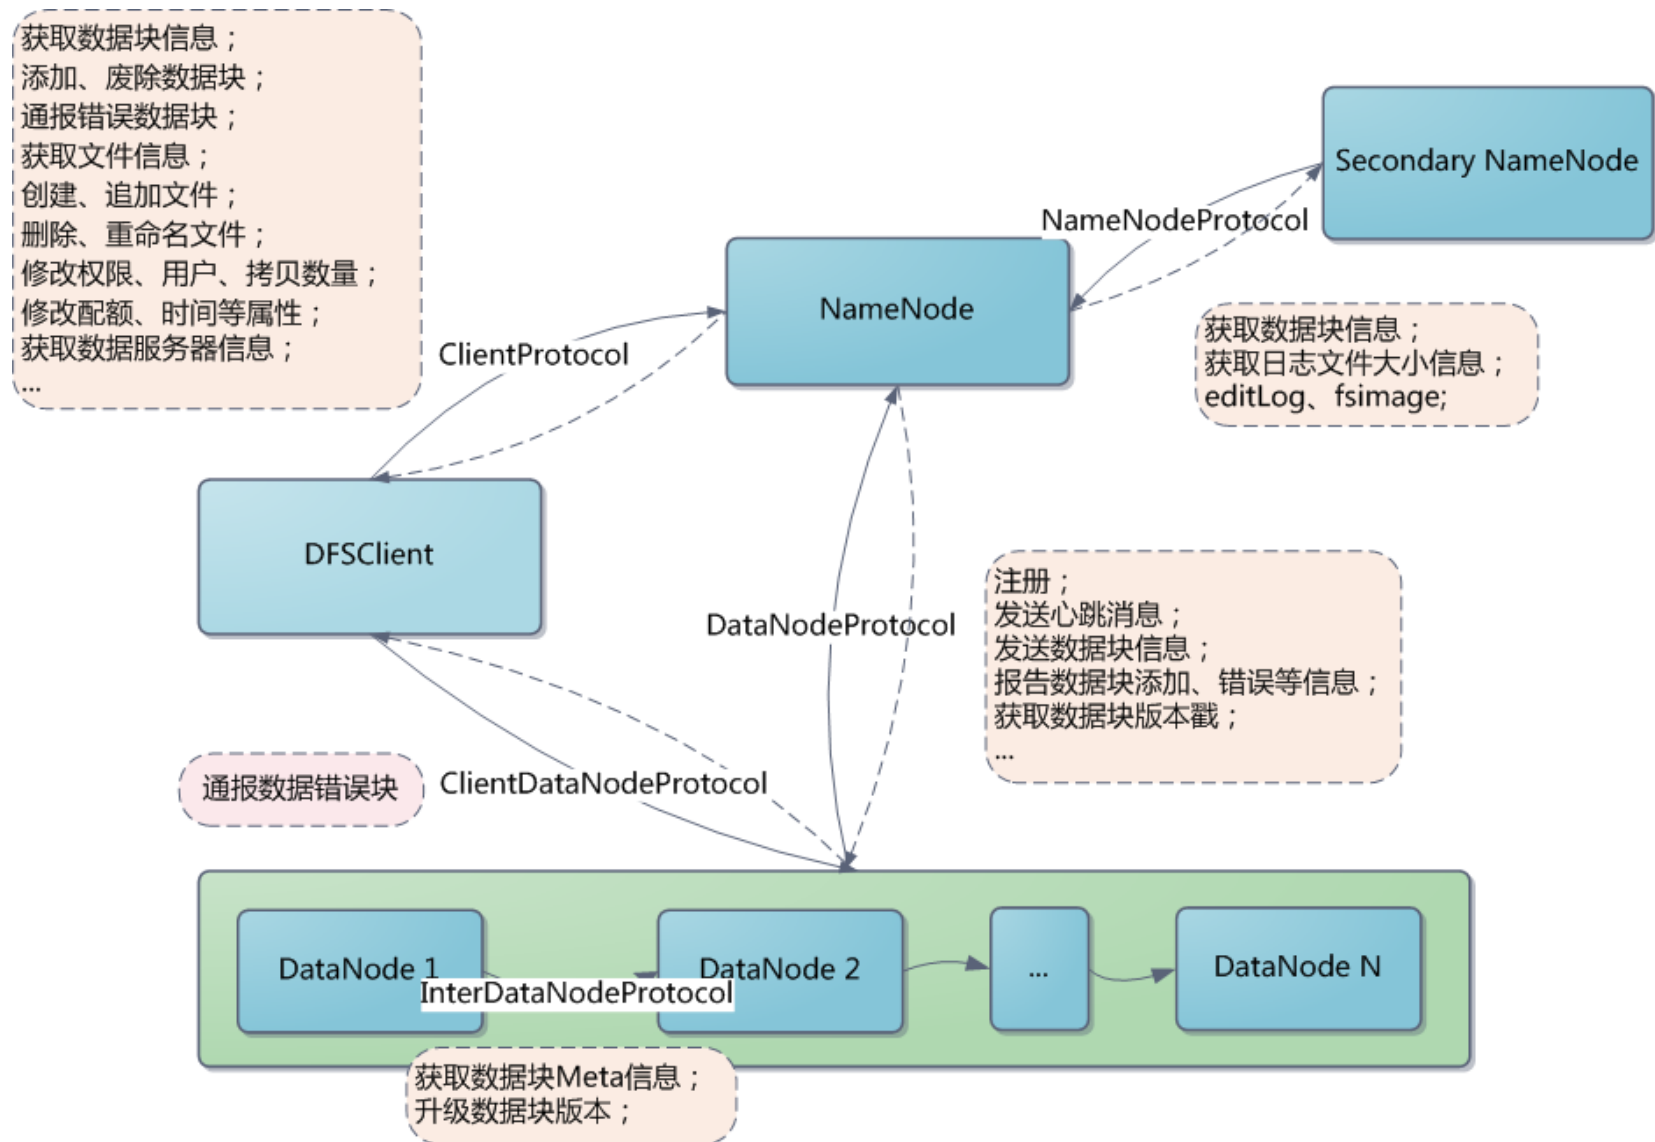 获取数据块信息；
添加、废除数据块；
通报错误数据块；
获取文件信息；
创建、追加文件；
删除、重命名文件；
修改权限、用户、拷贝数量；
修改配额、时间等属性；
获取数据服务器信息；
...
Secondary NameNode
NameNodeProtocol
NameNode
获取数据块信息；
获取日志文件大小信息；
editLog、fsimage;
ClientProtocol
DFSClient
DataNodeProtocol
注册；
发送心跳消息；
发送数据块信息；
报告数据块添加、错误等信息；
获取数据块版本戳；
...
通报数据错误块
ClientDataNodeProtocol
DataNode 1
InterDataNodeProtocol
DataNode 2
...
DataNode N
获取数据块Meta信息；
升级数据块版本；